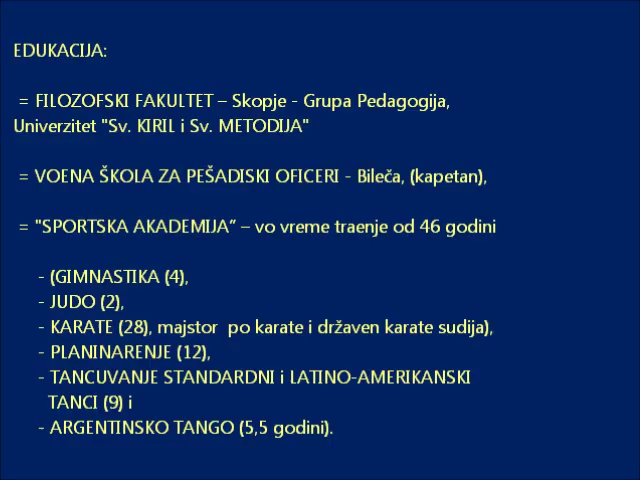 EDUKACIJA:
= FILOZOFSKI FAKULTET – Skopje - Grupa Pedagogija,
Univerzitet "Sv. KIRIL i Sv. METODIJA"
= VOENA ŠKOLA ZA PEŠADISKI OFICERI - Bileča, (kapetan),
= "SPORTSKA AKADEMIJA” – vo vreme traenje od 46 godini
- (GIMNASTIKA (4),
- JUDO (2),
- KARATE (28), majstor po karate i državen karate sudija),
- PLANINARENJE (12),
- TANCUVANJE STANDARDNI i LATINO-AMERIKANSKI
TANCI (9) i
- ARGENTINSKO TANGO (5,5 godini).